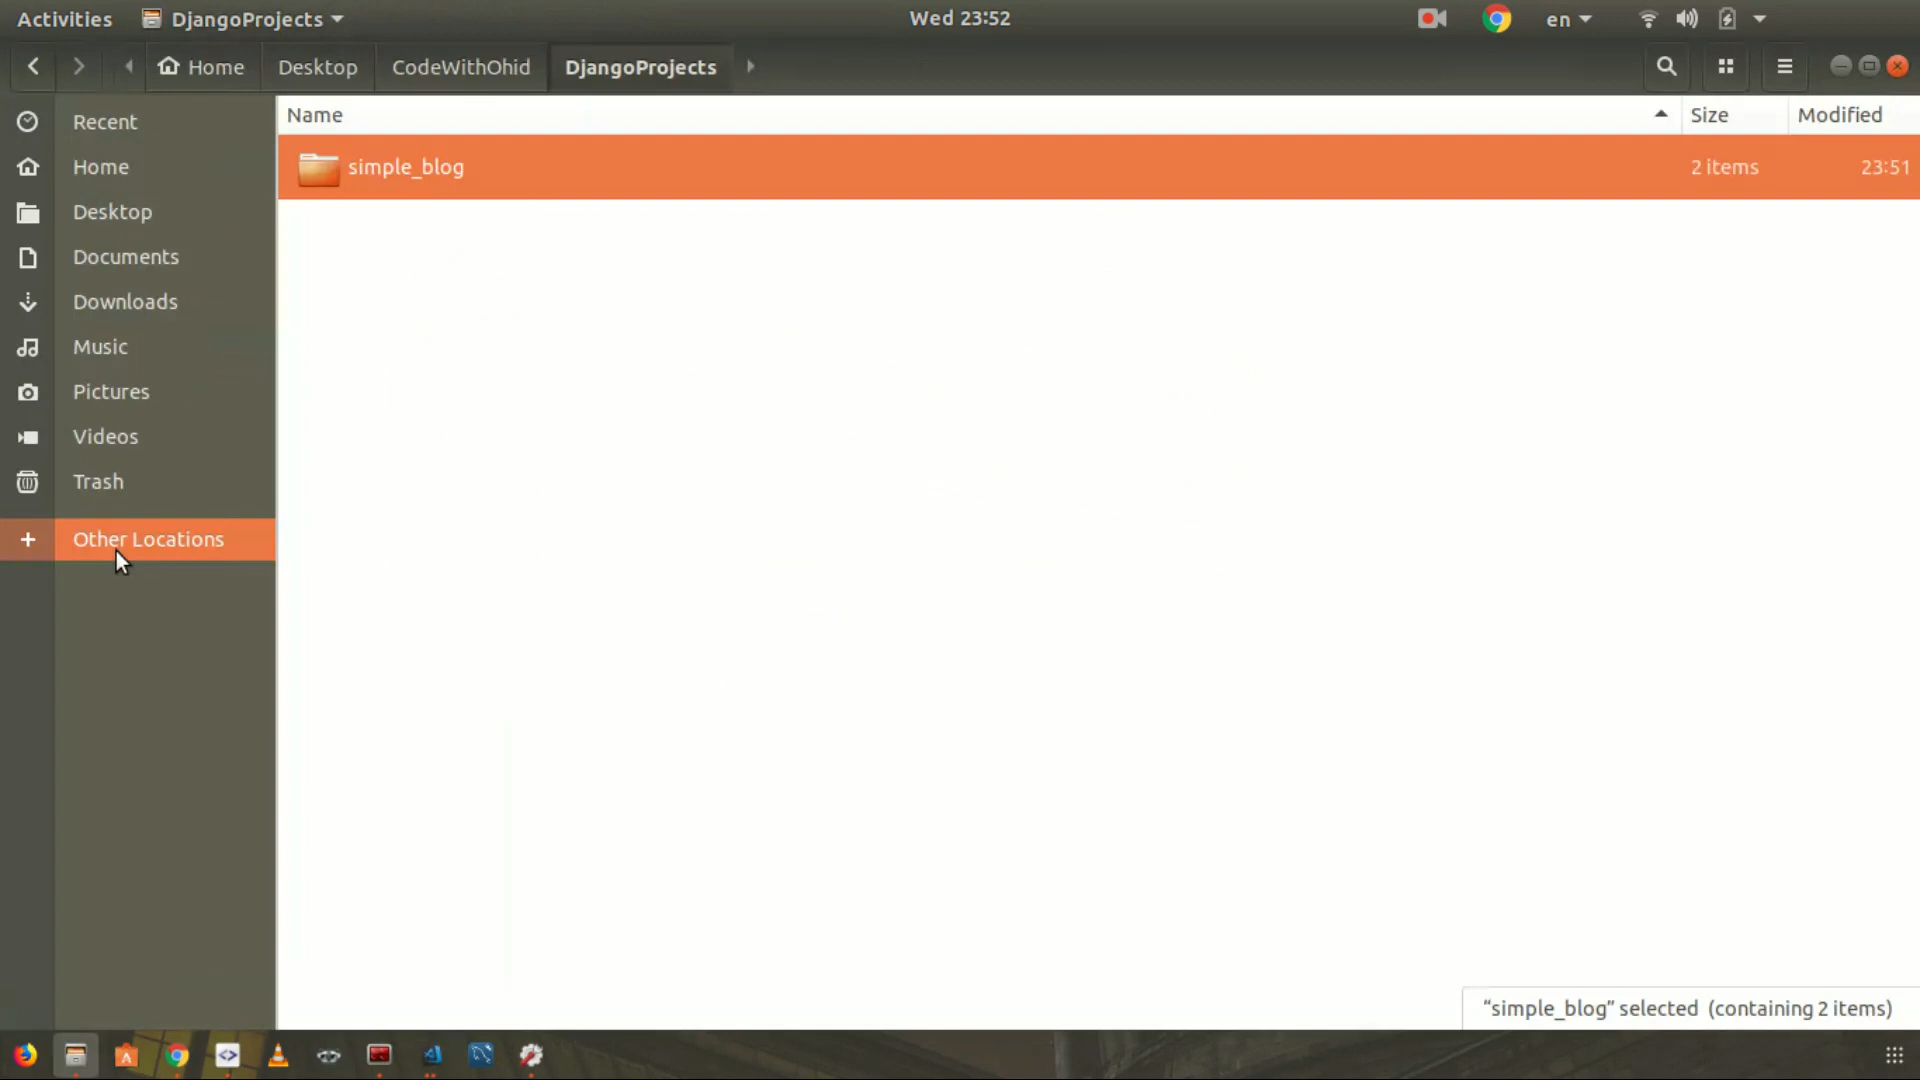 Activities DjangoProjects Wed 23:52 en
Home Desktop CodeWithOhid DjangoProjects
Name Size Modified
simple_blog 2 items 23:51
Recent
Home
Desktop
Documents
Downloads
Music
Pictures
Videos
Trash
Other Locations
“simple_blog” selected (containing 2 items)